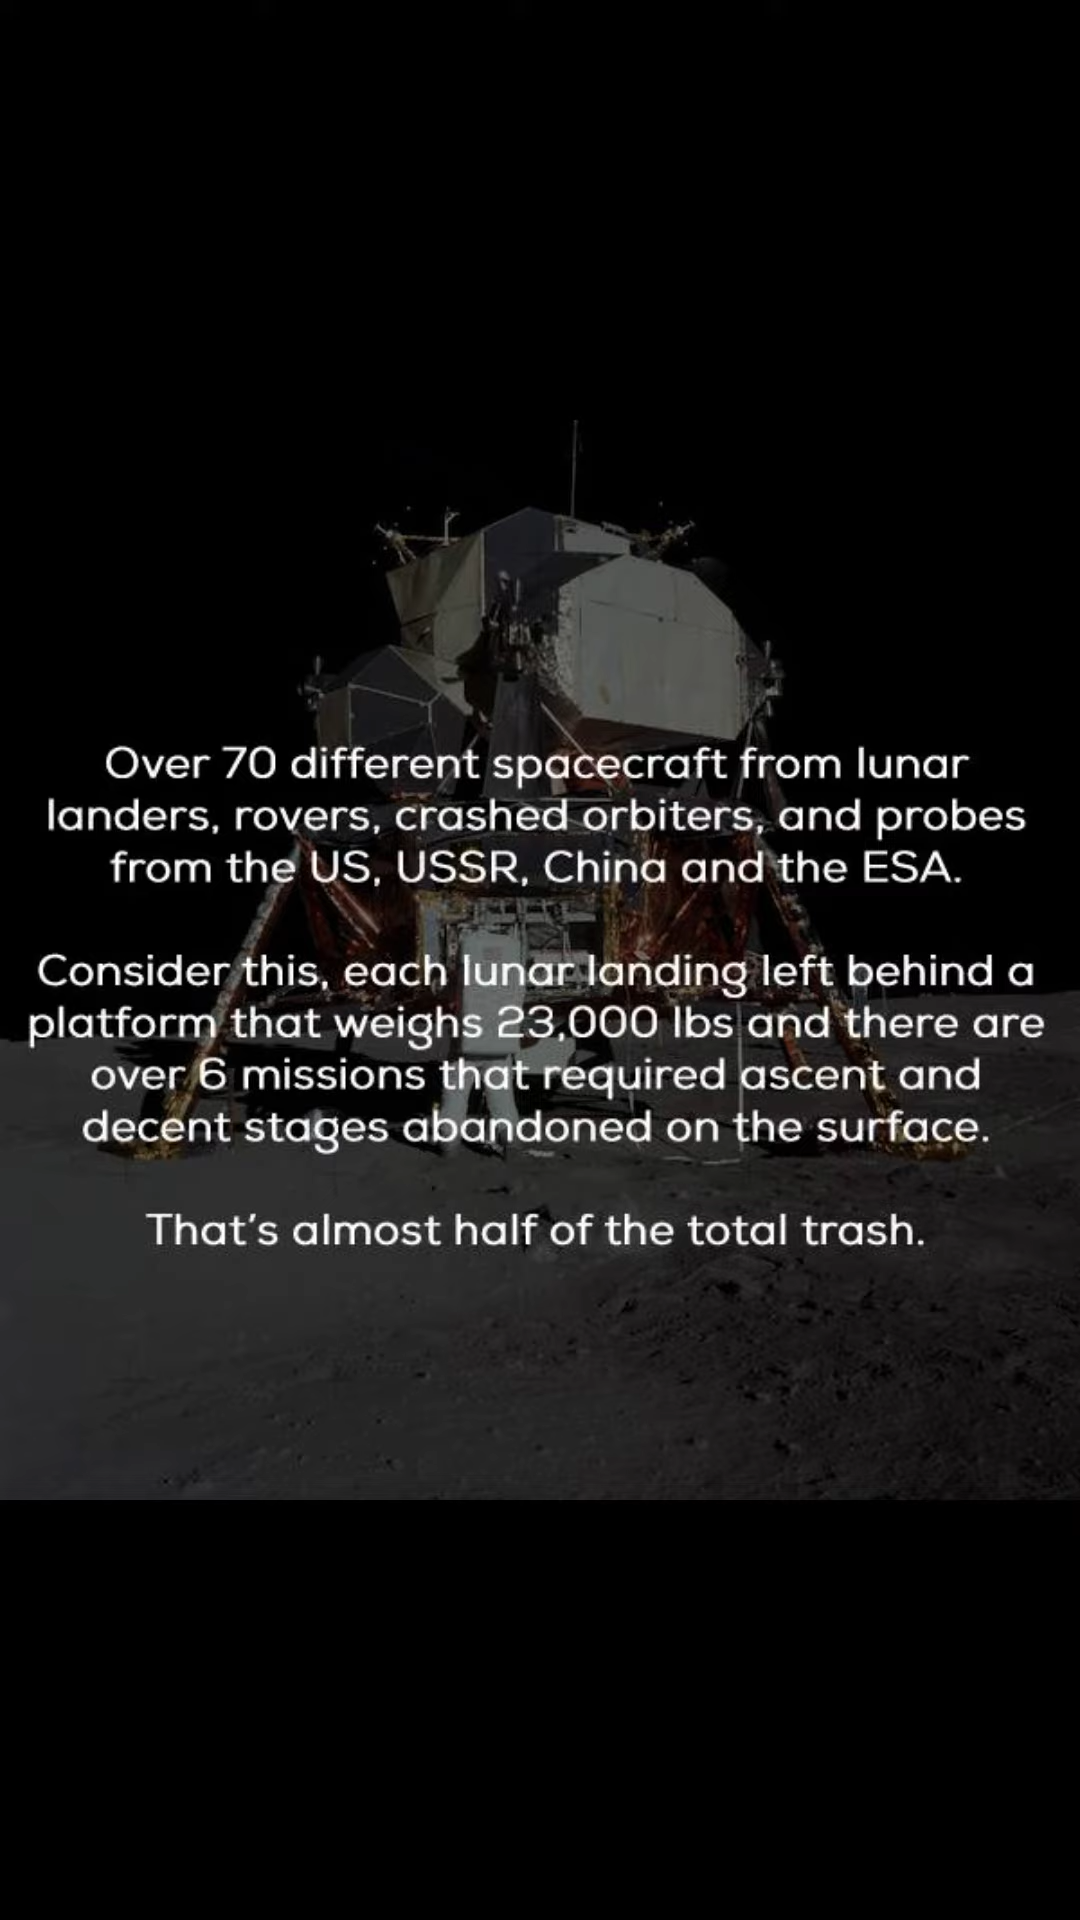 Over 70 different spacecraft from lunar
landers, rovers, crashed orbiters, and probes
from the US, USSR, China and the ESA.
Consider this, each lunar landing left behind a
platform that weighs 23,000 lbs and there are
over 6 missions that required ascent and
decent stages abandoned on the surface.
That’s almost half of the total trash.